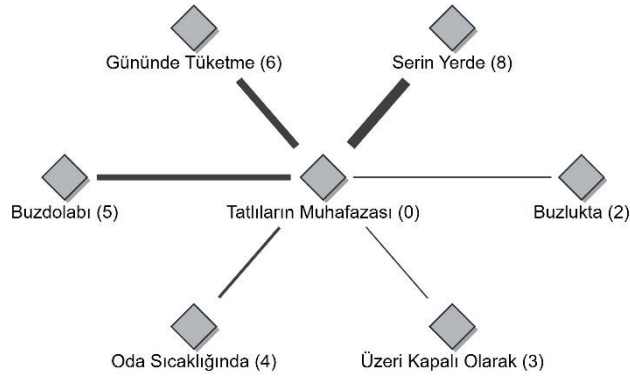 Gününde Tüketme (6)
Serin Yerde (8)
Buzdolabı (5)
Tatlıların Muhafazası (0)
Buzlukta (2)
Oda Sıcaklığında (4)
Üzeri Kapalı Olarak (3)